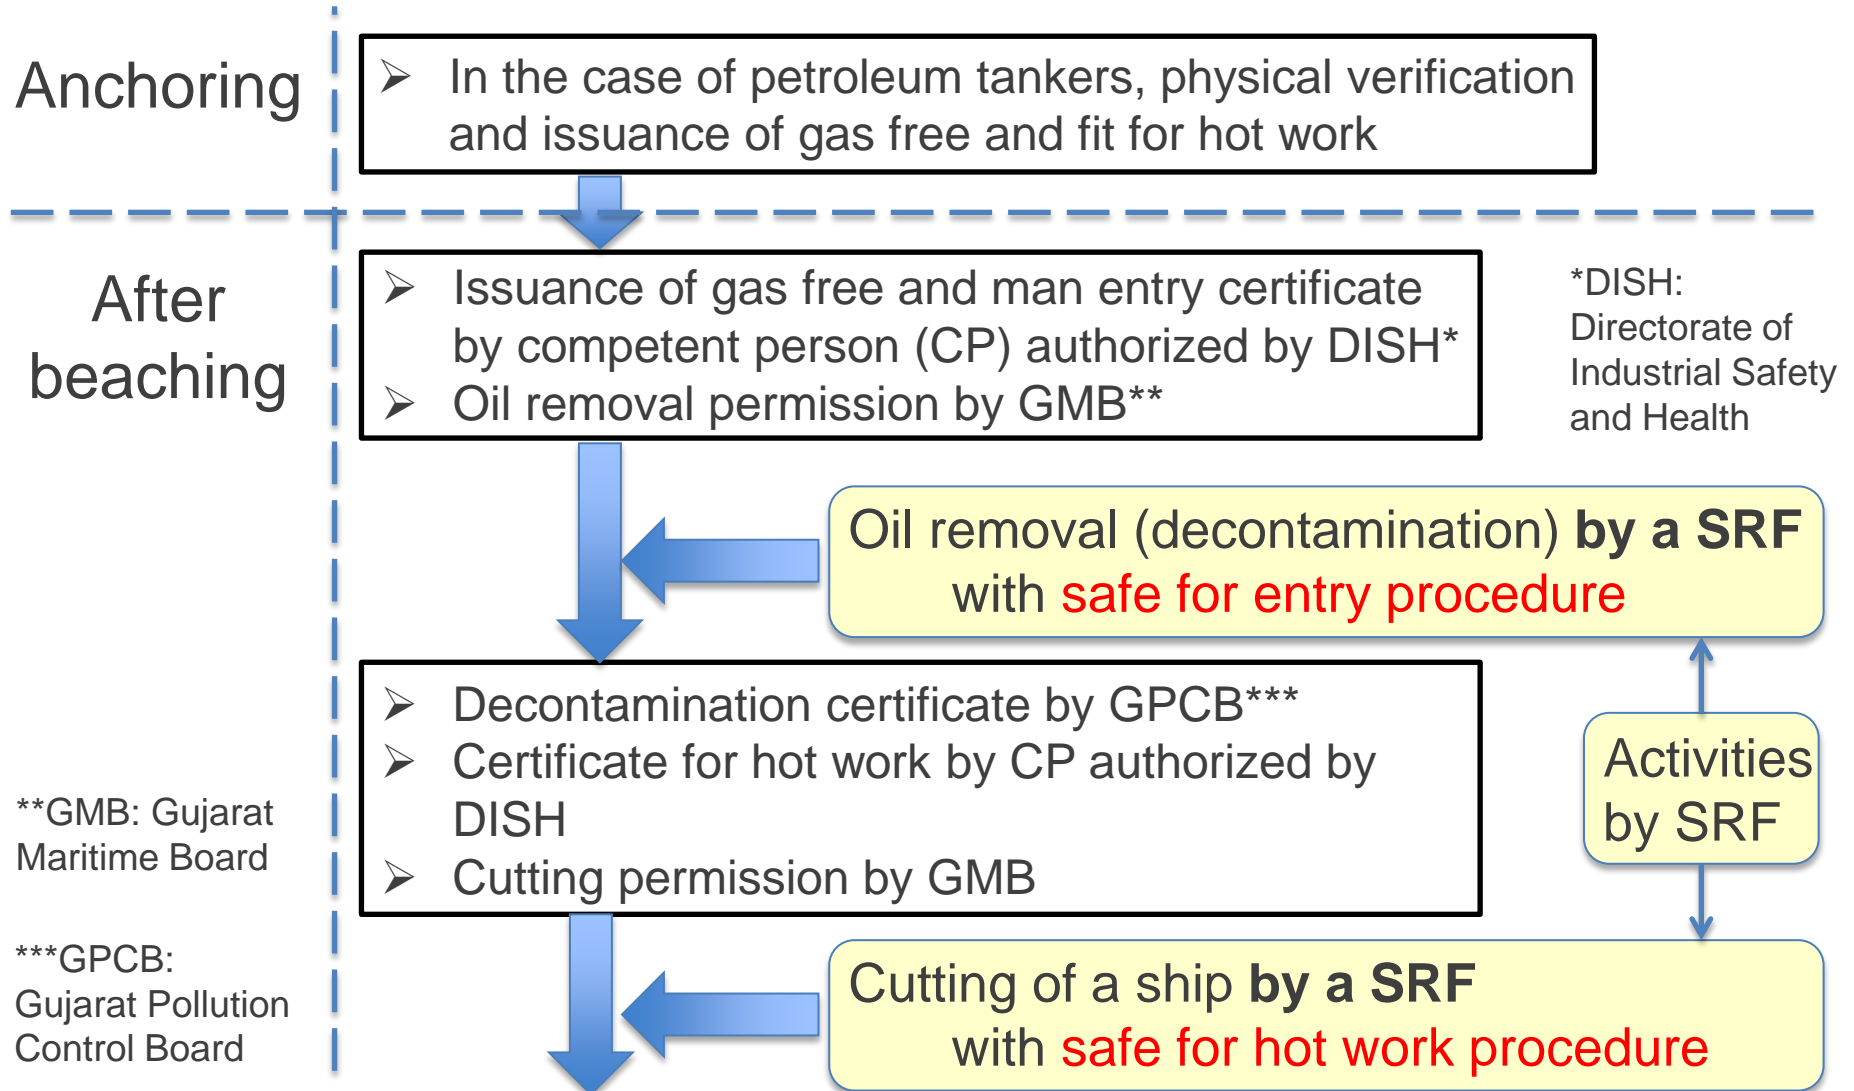 Anchoring
➢ In the case of petroleum tankers, physical verification
and issuance of gas free and fit for hot work
After
beaching
➢ Issuance of gas free and man entry certificate
by competent person (CP) authorized by DISH*
➢ Oil removal permission by GMB**
*DISH:
Directorate of
Industrial Safety
and Health
Oil removal (decontamination) by a SRF
with safe for entry procedure
➢ Decontamination certificate by GPCB***
➢ Certificate for hot work by CP authorized by
DISH
➢ Cutting permission by GMB
Activities
by SRF
**GMB: Gujarat
Maritime Board
***GPCB:
Gujarat Pollution
Control Board
Cutting of a ship by a SRF
with safe for hot work procedure